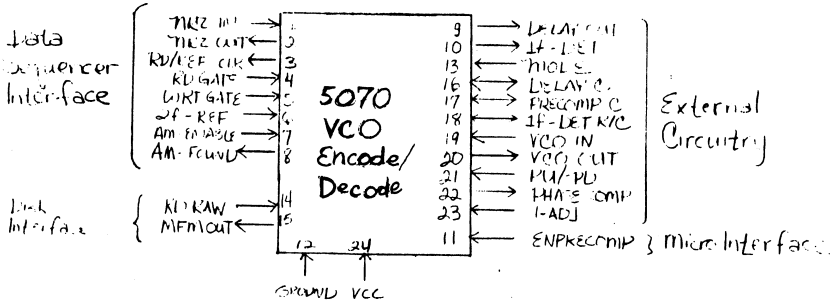 Data
Sequencer
Interface
NRZ IN 1
NRZ OUT 2
RD/REF CLK 3
RD GATE 4
WRT GATE 5
2f-REF 6
AM-ENABLE 7
AM-FOUND 8
Disk
Interface
RD RAW 14
MFM OUT 15
5070
VCO
Encode/
Decode
12 24
GROUND VCC
9 DELAY OUT
10 1f-DET
13 MODE
16 DELAY C
17 PRECOMP C
18 1f-DET R/C
19 VCO IN
20 VCO OUT
21 PU/PD
22 PHASE COMP
23 I-ADJ
11 ENPRECOMP } Micro Interface
External
Circuitry